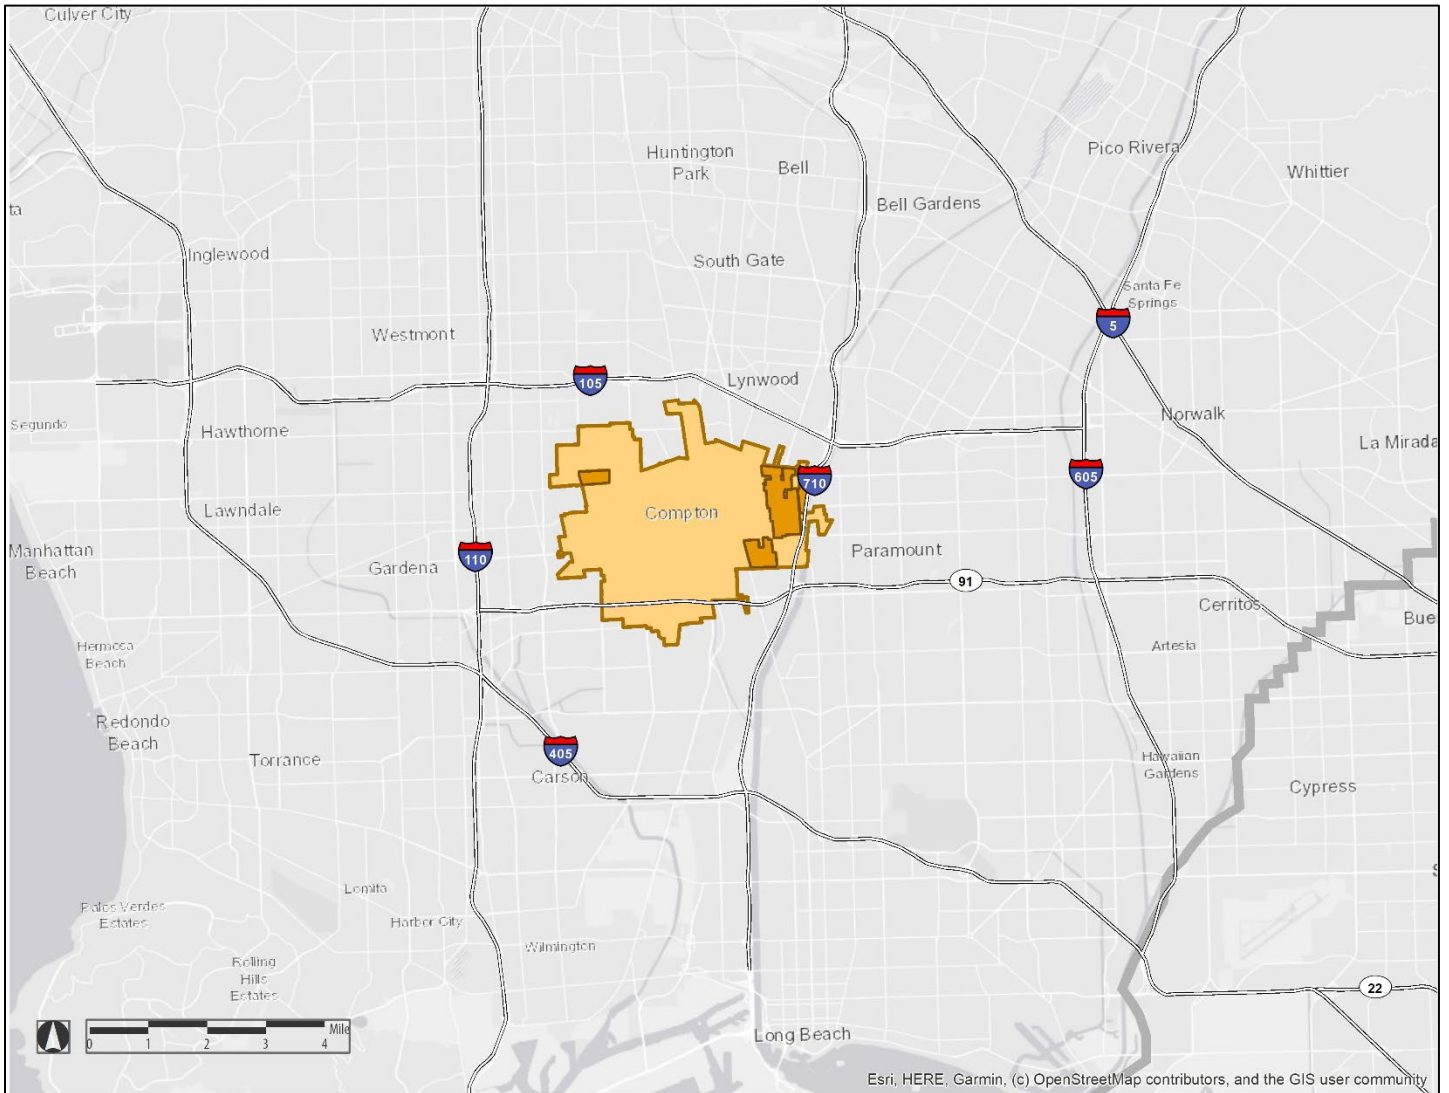 Culver City
Huntington
Park
Bell
Pico Rivera
Whittier
ta
Bell Gardens
Inglewood
South Gate
Santa Fe
Springs
5
Westmont
105
Lynwood
Segundo
Hawthorne
Norwalk
La Mirada
710
605
Lawndale
Compton
Manhattan
Beach
110
Gardena
Paramount
91
Cerritos
Bue
Hermosa
Beach
Artesia
Redondo
Beach
Torrance
405
Carson
Hawaiian
Gardens
Cypress
Lomita
Palos Verdes
Estates
Harbor City
Wilmington
Rolling
Hills
Estates
22
Mile
0 1 2 3 4
Long Beach
Esri, HERE, Garmin, (c) OpenStreetMap contributors, and the GIS user community